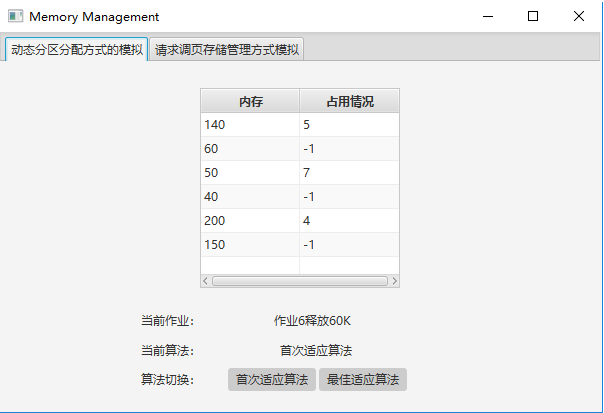 Memory Management
动态分区分配方式的模拟 请求调页存储管理方式模拟
内存 占用情况
140 5
60 -1
50 7
40 -1
200 4
150 -1
当前作业: 作业6释放60K
当前算法: 首次适应算法
算法切换: 首次适应算法 最佳适应算法